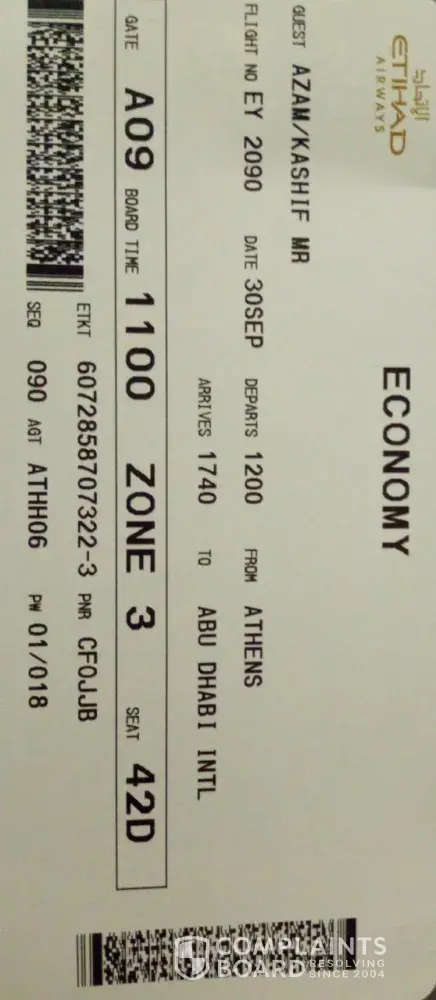 الإتحاد
ETIHAD
AIRWAYS
ECONOMY
GUEST AZAM/KASHIF MR
FLIGHT NO EY 2090 DATE 30SEP DEPARTS 1200 FROM ATHENS
ARRIVES 1740 TO ABU DHABI INTL
GATE A09 BOARD TIME 1100 ZONE 3 SEAT 42D
ETKT 6072858707322-3 PNR CFOJJB
SEQ 090 AGT ATHH06 PW 01/018
COMPLAINTS
BOARD RESOLVING
SINCE 2004